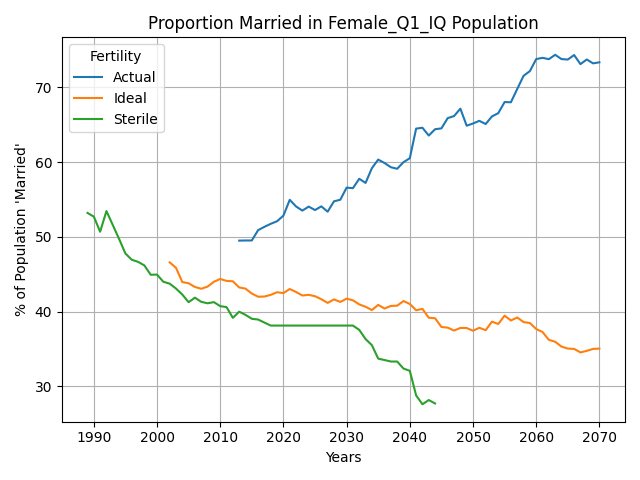 Proportion Married in Female_Q1_IQ Population
% of Population 'Married'
Fertility
Actual
Ideal
Sterile
70
60
50
40
30
1990 2000 2010 2020 2030 2040 2050 2060 2070
Years